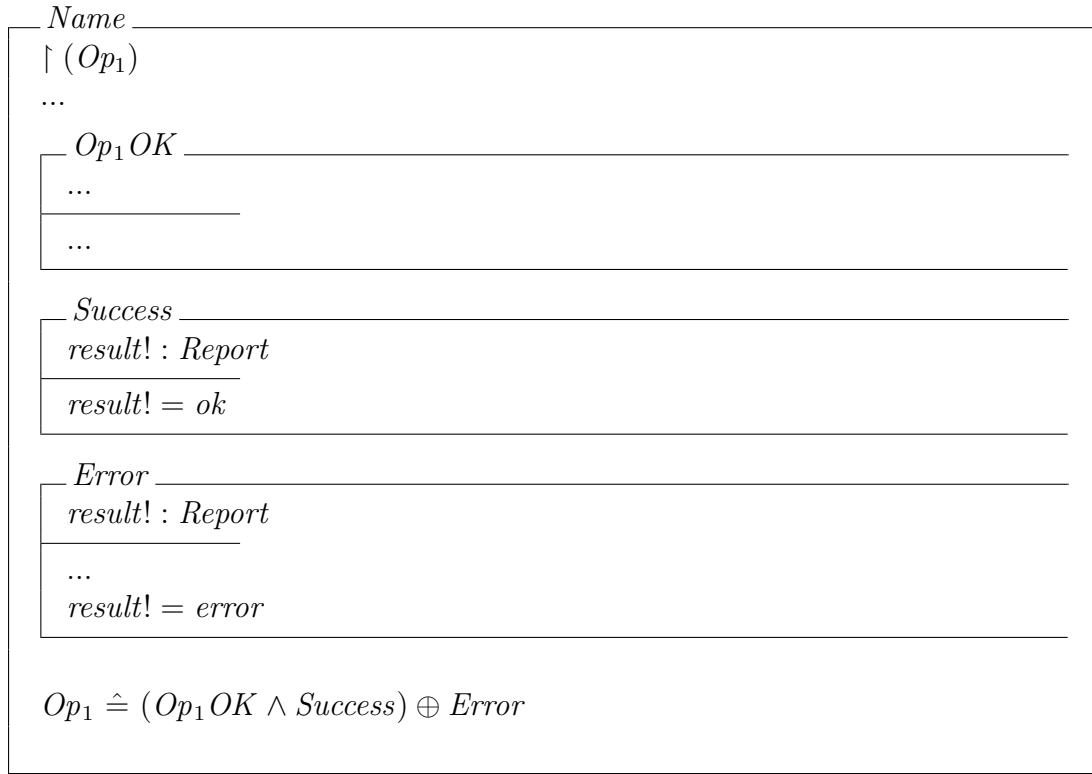 Name
↾ (Op₁)
...
Op₁OK
...
...
Success
result! : Report
result! = ok
Error
result! : Report
...
result! = error
Op₁ ≙ (Op₁OK ∧ Success) ⊕ Error